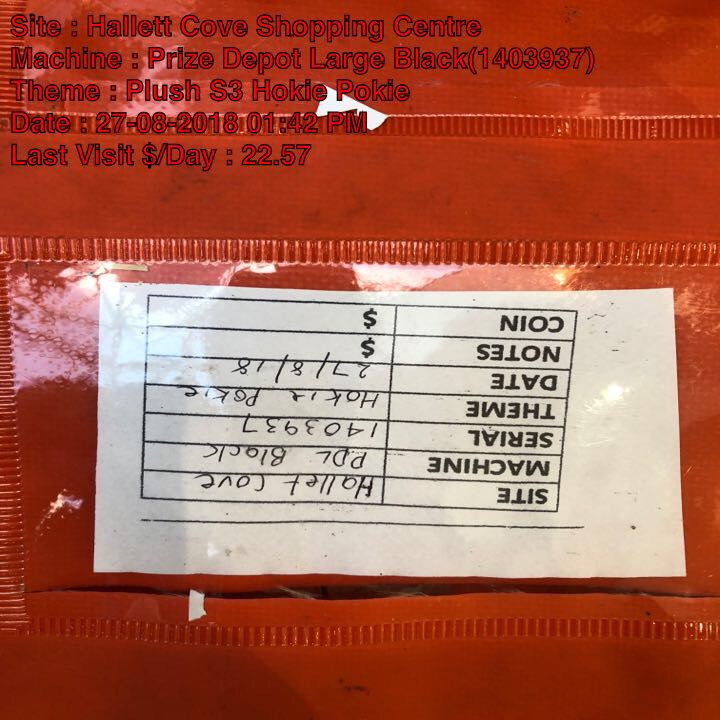 Site : Hallett Cove Shopping Centre
Machine : Prize Depot Large Black(1403937)
Theme : Plush S3 Hokie Pokie
Date : 27-08-2018 01:42 PM
Last Visit $/Day : 22.57
SITE Hallet Cove
MACHINE PDL Black
SERIAL 1403937
THEME Hokie Pokie
DATE 27/8/18
NOTES $
COIN $